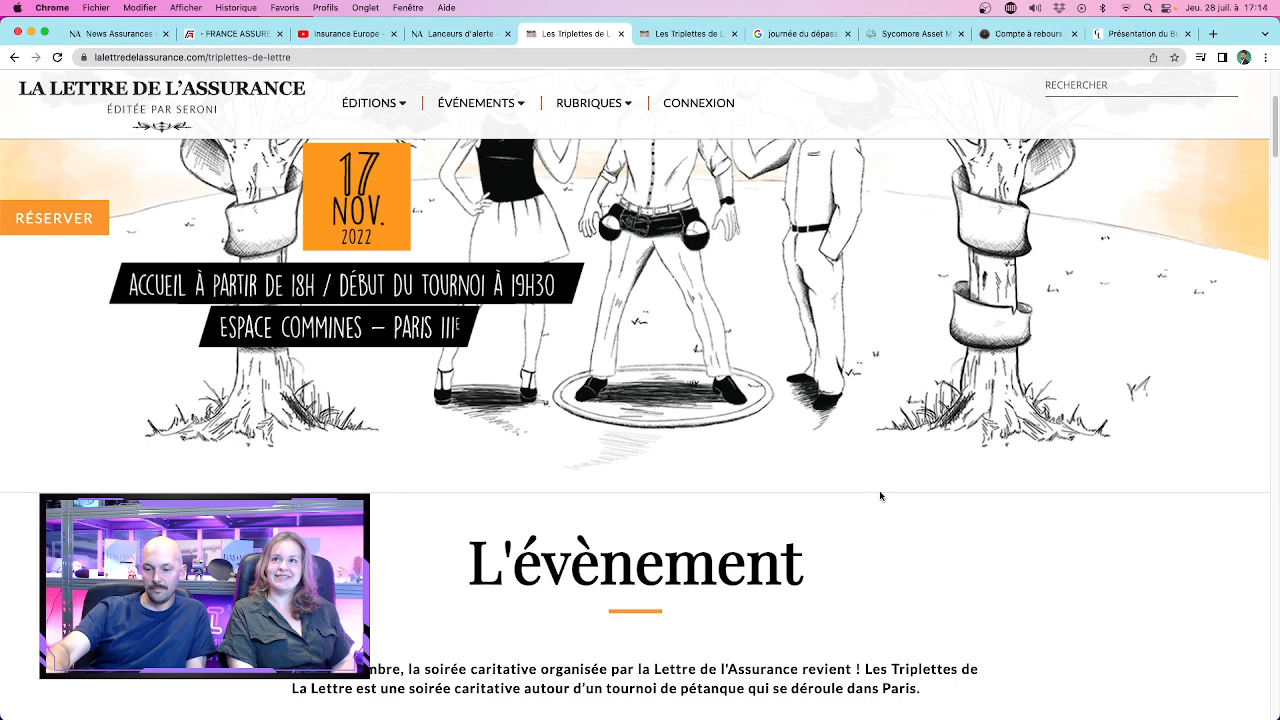 Chrome Fichier Modifier Affichage Historique Favoris Profils Onglet Fenêtre Aide Jeu. 28 juil. à 17:14
News Assurances
- FRANCE ASSURE
Insurance Europe -
Lanceurs d'alerte -
Les Triplettes de L
Les Triplettes de L
journée du dépass
Sycomore Asset M
Compte à rebours
Présentation du Bu
lalettredelassurance.com/triplettes-de-lettre
LA LETTRE DE L'ASSURANCE
ÉDITÉE PAR SERONI
ÉDITIONS
ÉVÉNEMENTS
RUBRIQUES
CONNEXION
RECHERCHER
17
NOV.
2022
RÉSERVER
ACCUEIL À PARTIR DE 18H / DÉBUT DU TOURNOI À 19H30
ESPACE COMMINES – PARIS IIIE
L'évènement
mbre, la soirée caritative organisée par la Lettre de l'Assurance revient ! Les Triplettes de
La Lettre est une soirée caritative autour d'un tournoi de pétanque qui se déroule dans Paris.